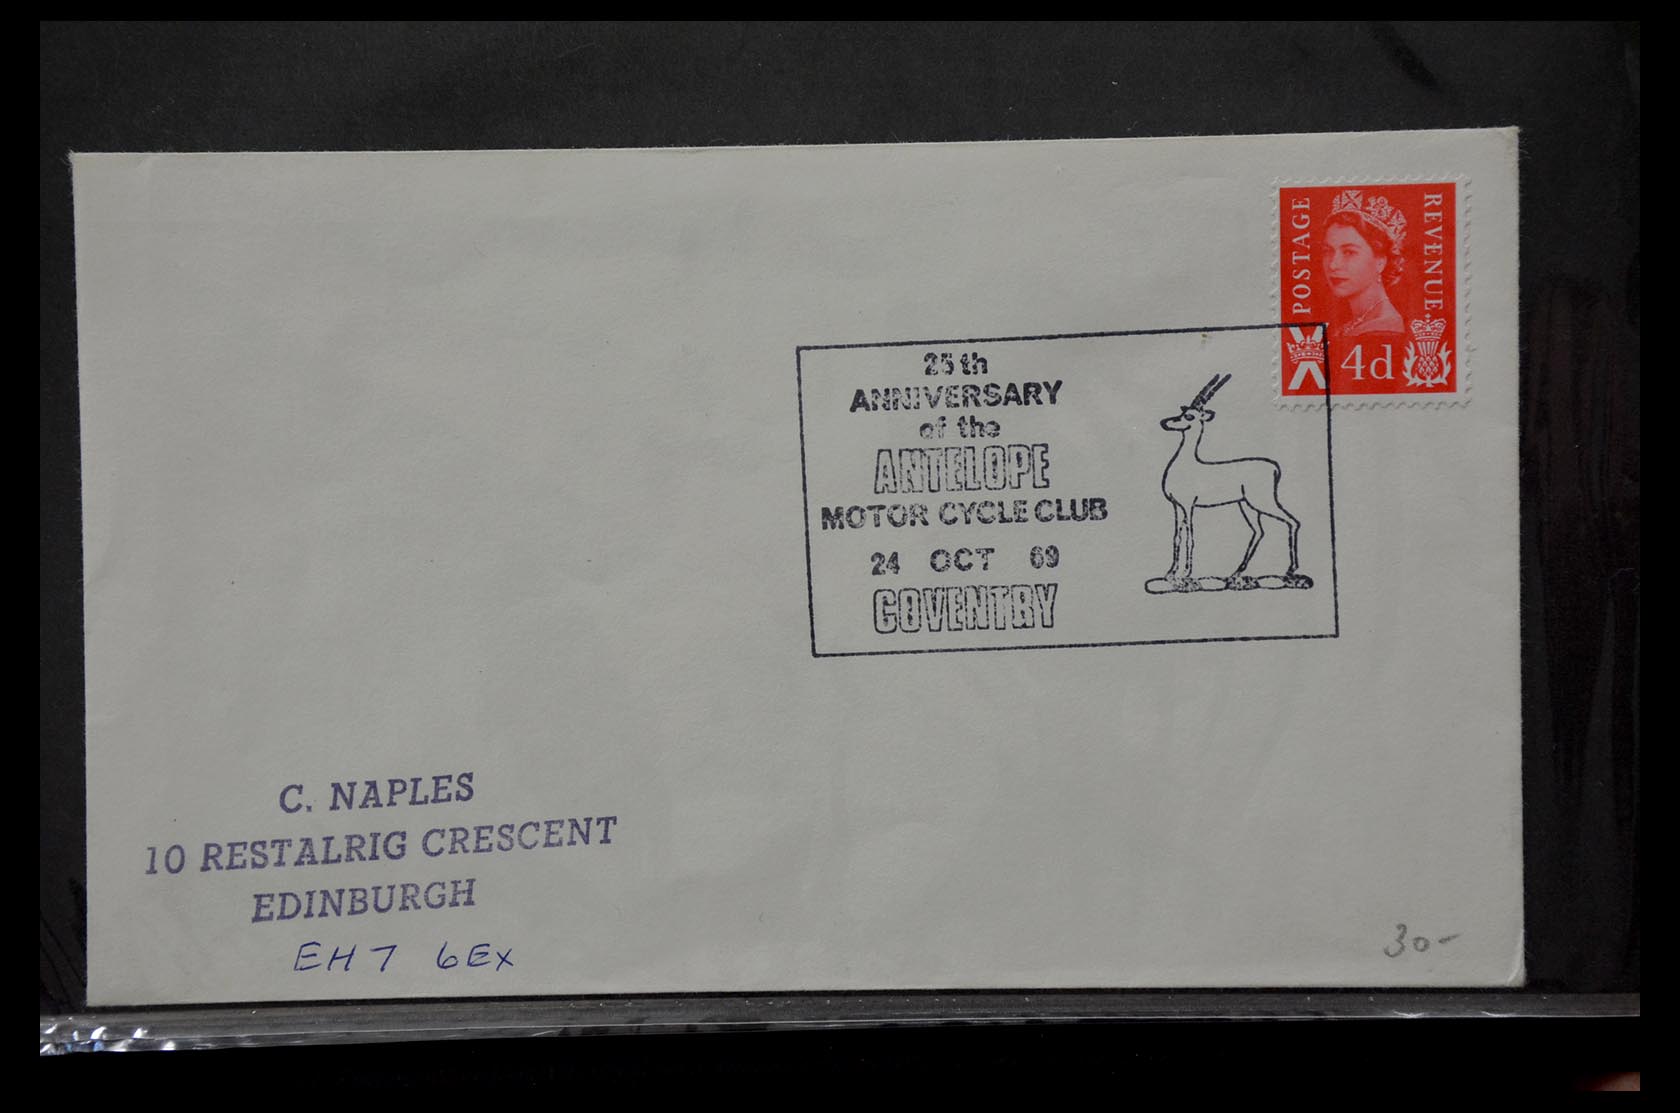 POSTAGE
REVENUE
4d
25th
ANNIVERSARY
of the
ANTELOPE
MOTOR CYCLE CLUB
24 OCT 69
COVENTRY
C. NAPLES
10 RESTALRIG CRESCENT
EDINBURGH
EH7 6EX
30-